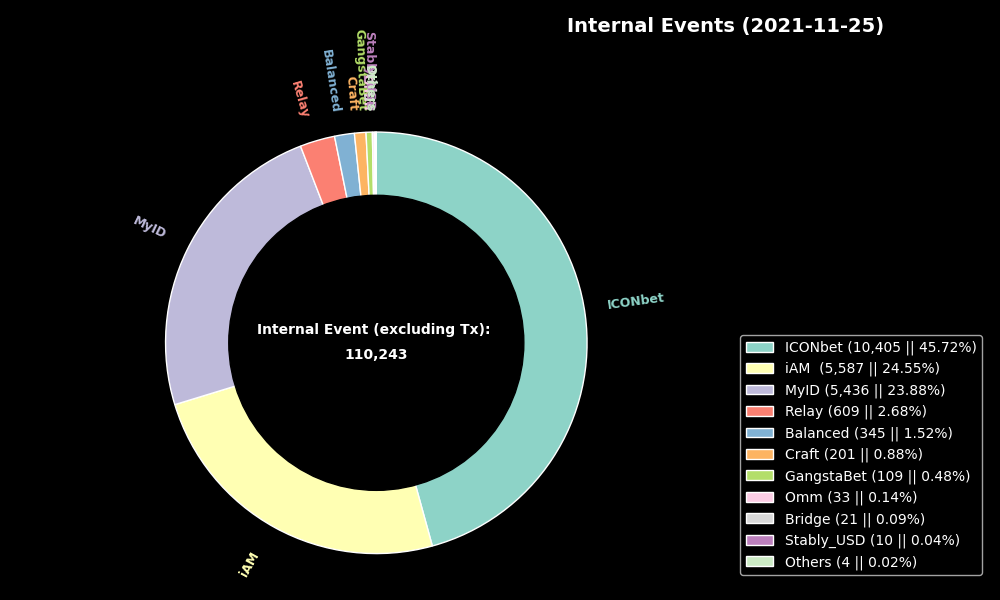 Internal Events (2021-11-25)
Relay
Balanced
Craft
GangstaBet
MyID
ICONbet
iAM
Internal Event (excluding Tx):
110,243
ICONbet (10,405 || 45.72%)
iAM  (5,587 || 24.55%)
MyID (5,436 || 23.88%)
Relay (609 || 2.68%)
Balanced (345 || 1.52%)
Craft (201 || 0.88%)
GangstaBet (109 || 0.48%)
Omm (33 || 0.14%)
Bridge (21 || 0.09%)
Stably_USD (10 || 0.04%)
Others (4 || 0.02%)